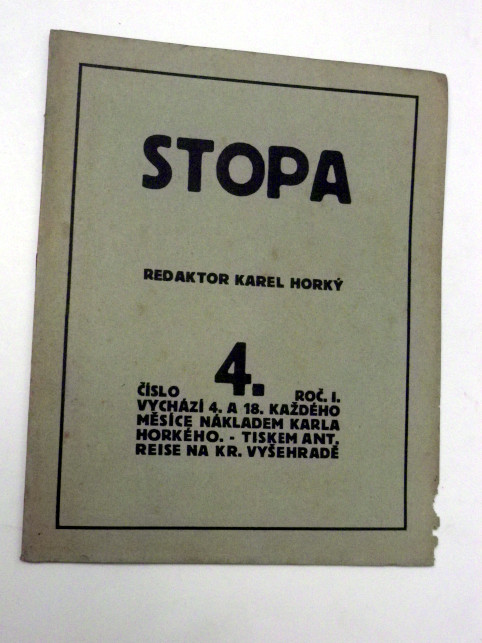 STOPA
REDAKTOR KAREL HORKÝ
ČÍSLO 4. ROČ. I.
VYCHÁZÍ 4. A 18. KAŽDÉHO
MĚSÍCE NÁKLADEM KARLA
HORKÉHO. - TISKEM ANT.
REISE NA KR. VYŠEHRADĚ